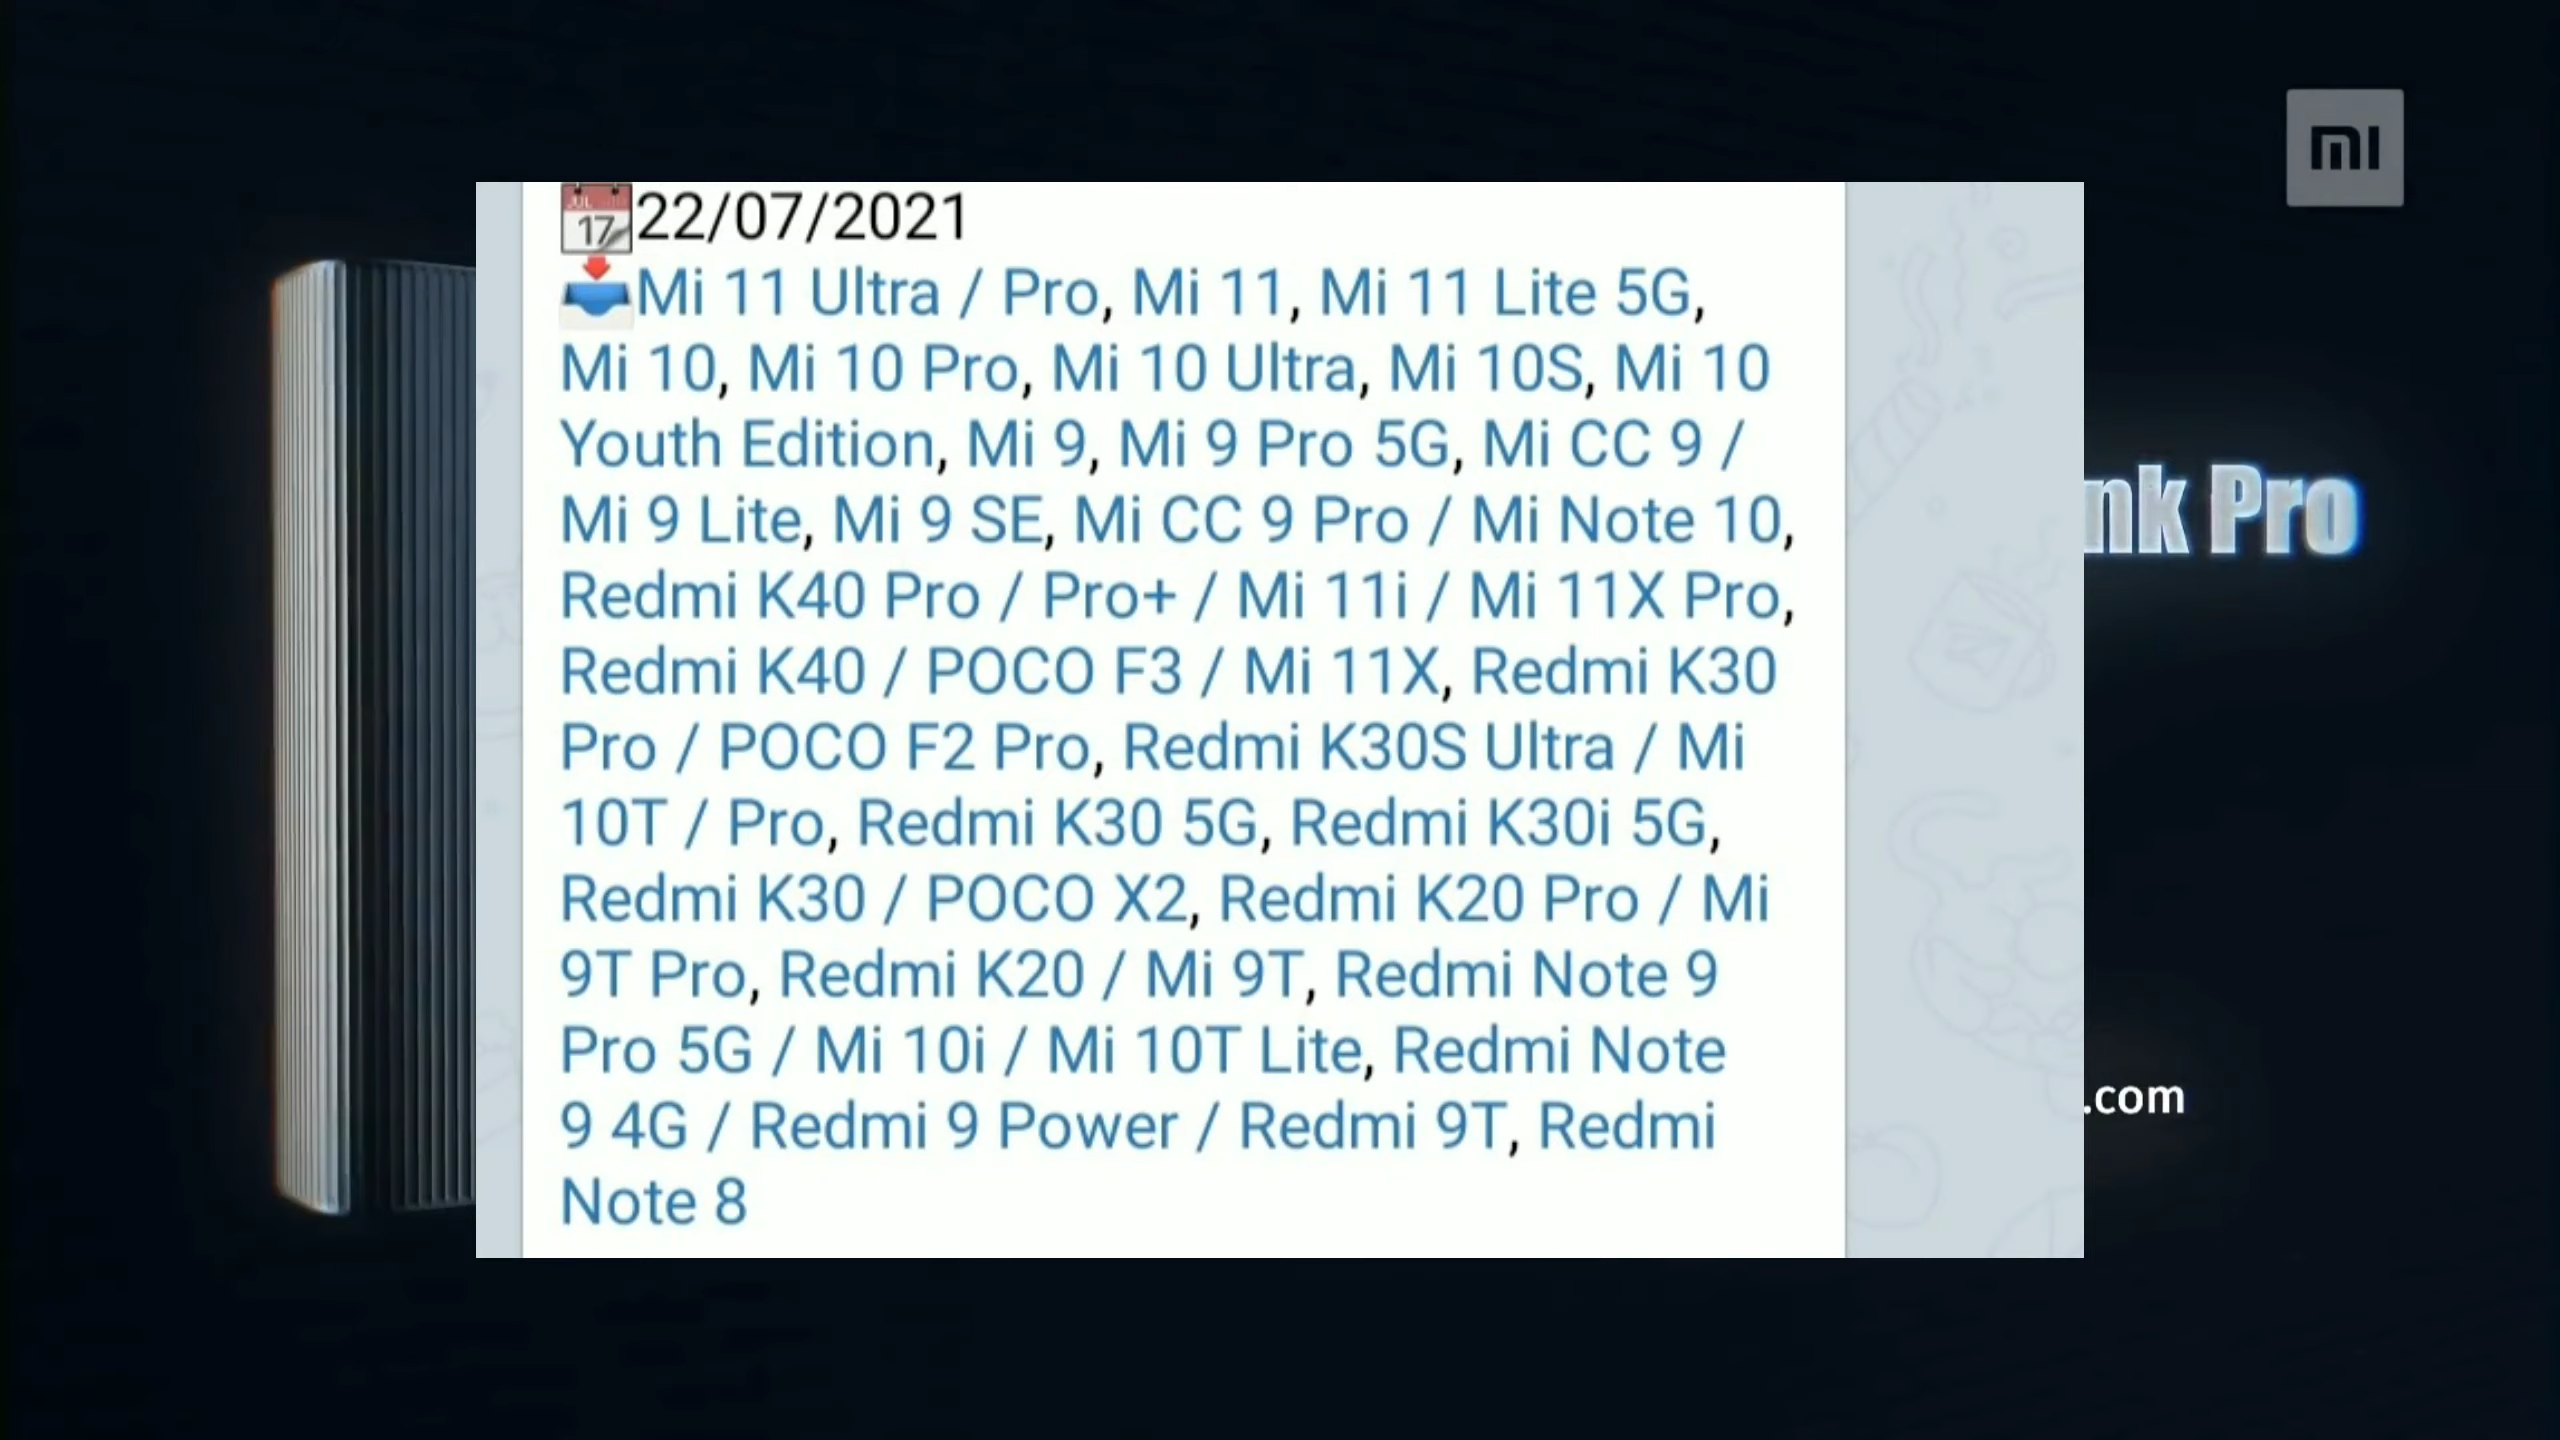 mi
JUL
17 22/07/2021
Mi 11 Ultra / Pro, Mi 11, Mi 11 Lite 5G,
Mi 10, Mi 10 Pro, Mi 10 Ultra, Mi 10S, Mi 10
Youth Edition, Mi 9, Mi 9 Pro 5G, Mi CC 9 /
Mi 9 Lite, Mi 9 SE, Mi CC 9 Pro / Mi Note 10,
Redmi K40 Pro / Pro+ / Mi 11i / Mi 11X Pro,
Redmi K40 / POCO F3 / Mi 11X, Redmi K30
Pro / POCO F2 Pro, Redmi K30S Ultra / Mi
10T / Pro, Redmi K30 5G, Redmi K30i 5G,
Redmi K30 / POCO X2, Redmi K20 Pro / Mi
9T Pro, Redmi K20 / Mi 9T, Redmi Note 9
Pro 5G / Mi 10i / Mi 10T Lite, Redmi Note
9 4G / Redmi 9 Power / Redmi 9T, Redmi
Note 8
nk Pro
.com